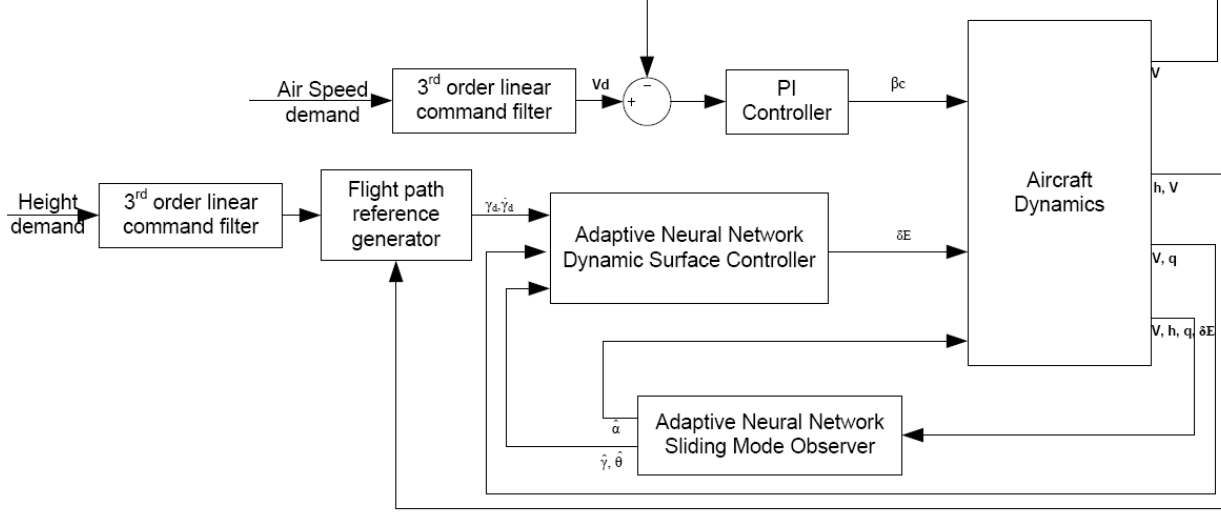 V
Air Speed
demand
3rd order linear
command filter
Vd
+
−
PI
Controller
βc
Aircraft
Dynamics
h, V
V, q
V, h, q, δE
Height
demand
3rd order linear
command filter
Flight path
reference
generator
γd, γ̇d
Adaptive Neural Network
Dynamic Surface Controller
δE
Adaptive Neural Network
Sliding Mode Observer
α̂
γ̂, θ̂